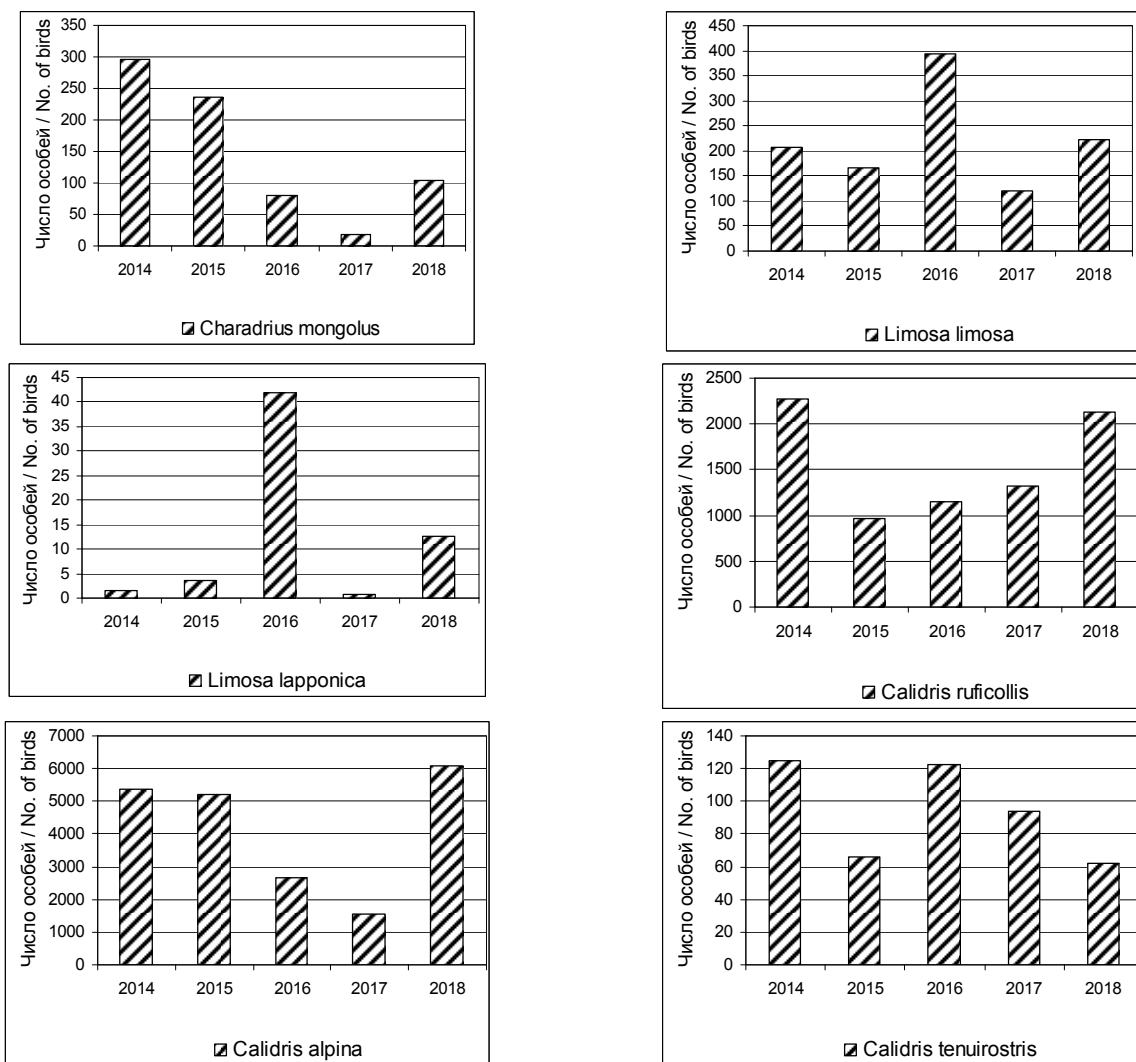 Число особей / No. of birds
350
300
250
200
150
100
50
0
2014 2015 2016 2017 2018
Charadrius mongolus
Число особей / No. of birds
450
400
350
300
250
200
150
100
50
0
2014 2015 2016 2017 2018
Limosa limosa
Число особей / No. of birds
45
40
35
30
25
20
15
10
5
0
2014 2015 2016 2017 2018
Limosa lapponica
Число особей / No. of birds
2500
2000
1500
1000
500
0
2014 2015 2016 2017 2018
Calidris ruficollis
Число особей / No. of birds
7000
6000
5000
4000
3000
2000
1000
0
2014 2015 2016 2017 2018
Calidris alpina
Число особей / No. of birds
140
120
100
80
60
40
20
0
2014 2015 2016 2017 2018
Calidris tenuirostris